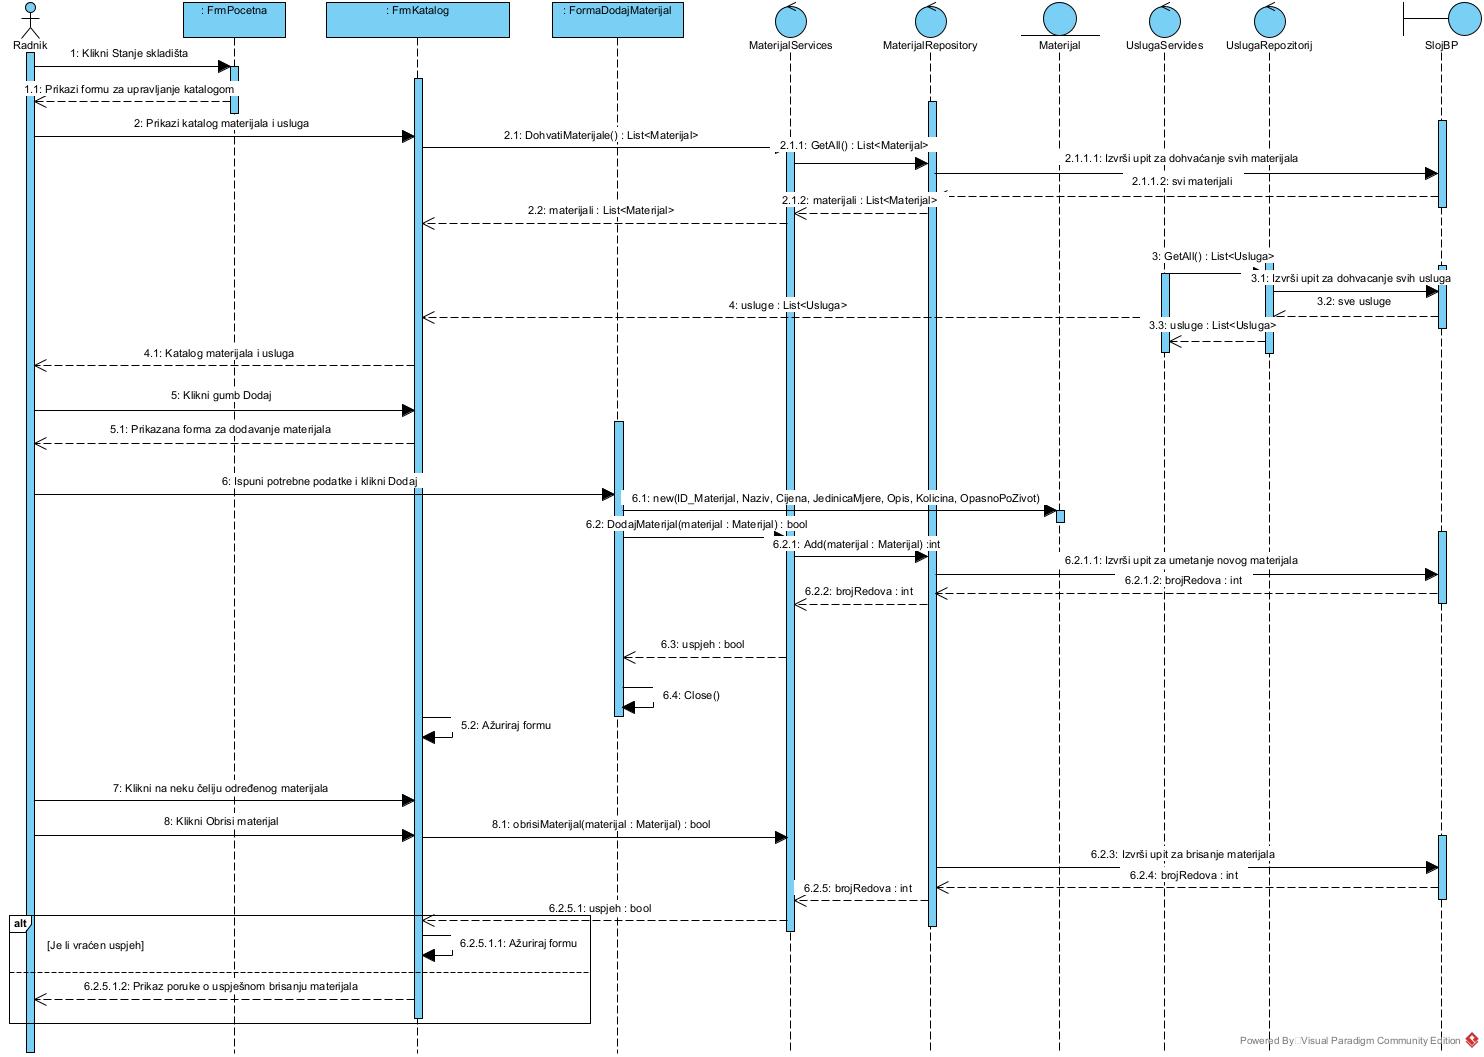 : FrmPocetna
: FrmKatalog
: FormaDodajMaterijal
Radnik
MaterijalServices
MaterijalRepository
Materijal
UslugaServides
UslugaRepozitorij
SlojBP
1: Klikni Stanje skladišta
1.1: Prikazi formu za upravljanje katalogom
2: Prikazi katalog materijala i usluga
2.1: DohvatiMaterijale() : List<Materijal>
2.1.1: GetAll() : List<Materijal>
2.1.1.1: Izvrši upit za dohvaćanje svih materijala
2.1.1.2: svi materijali
2.1.2: materijali : List<Materijal>
2.2: materijali : List<Materijal>
3: GetAll() : List<Usluga>
3.1: Izvrši upit za dohvacanje svih usluga
3.2: sve usluge
4: usluge : List<Usluga>
3.3: usluge : List<Usluga>
4.1: Katalog materijala i usluga
5: Klikni gumb Dodaj
5.1: Prikazana forma za dodavanje materijala
6: Ispuni potrebne podatke i klikni Dodaj
6.1: new(ID_Materijal, Naziv, Cijena, JedinicaMjere, Opis, Kolicina, OpasnoPoZivot)
6.2: DodajMaterijal(materijal : Materijal) : bool
6.2.1: Add(materijal : Materijal) :int
6.2.1.1: Izvrši upit za umetanje novog materijala
6.2.1.2: brojRedova : int
6.2.2: brojRedova : int
6.3: uspjeh : bool
6.4: Close()
5.2: Ažuriraj formu
7: Klikni na neku ćeliju određenog materijala
8: Klikni Obrisi materijal
8.1: obrisiMaterijal(materijal : Materijal) : bool
6.2.3: Izvrši upit za brisanje materijala
6.2.4: brojRedova : int
6.2.5: brojRedova : int
6.2.5.1: uspjeh : bool
alt
[Je li vraćen uspjeh]
6.2.5.1.1: Ažuriraj formu
6.2.5.1.2: Prikaz poruke o uspješnom brisanju materijala
Powered By Visual Paradigm Community Edition